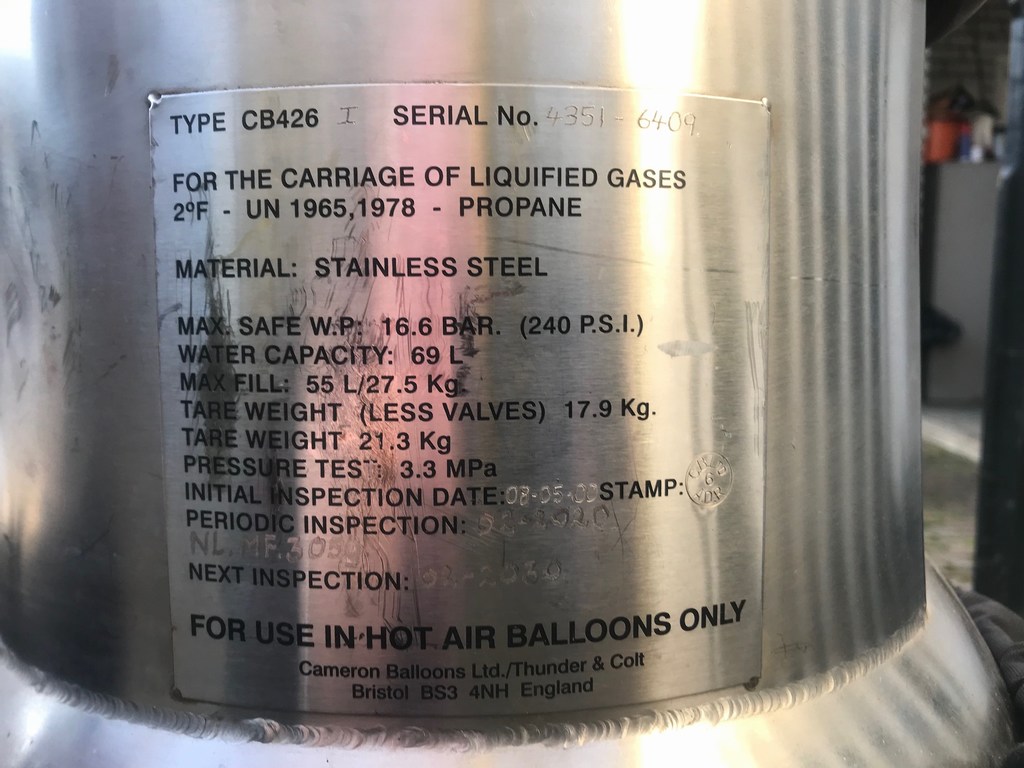 TYPE CB426 I SERIAL No. 4351-6409
FOR THE CARRIAGE OF LIQUIFIED GASES
2ºF - UN 1965,1978 - PROPANE
MATERIAL: STAINLESS STEEL
MAX. SAFE W.P: 16.6 BAR. (240 P.S.I.)
WATER CAPACITY: 69 L
MAX FILL: 55 L/27.5 Kg.
TARE WEIGHT (LESS VALVES) 17.9 Kg.
TARE WEIGHT 21.3 Kg
PRESSURE TEST: 3.3 MPa
INITIAL INSPECTION DATE: STAMP:
PERIODIC INSPECTION:
NEXT INSPECTION:
FOR USE IN HOT AIR BALLOONS ONLY
Cameron Balloons Ltd./Thunder & Colt
Bristol BS3 4NH England